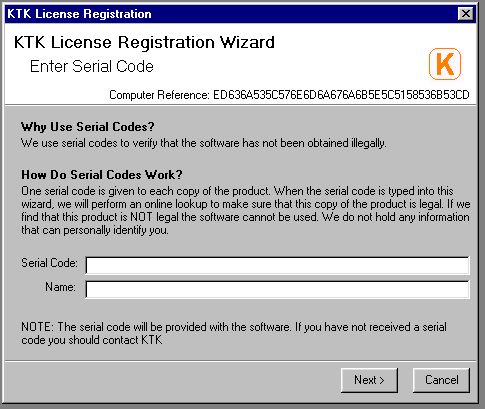 KTK License Registration
KTK License Registration Wizard
Enter Serial Code
K
Computer Reference: ED636A535C576E6D6A676A6B5E5C5158536B53CD
Why Use Serial Codes?
We use serial codes to verify that the software has not been obtained illegally.
How Do Serial Codes Work?
One serial code is given to each copy of the product. When the serial code is typed into this
wizard, we will perform an online lookup to make sure that this copy of the product is legal. If we
find that this product is NOT legal the software cannot be used. We do not hold any information
that can personally identify you.
Serial Code:
Name:
NOTE: The serial code will be provided with the software. If you have not received a serial
code you should contact KTK
Next >
Cancel